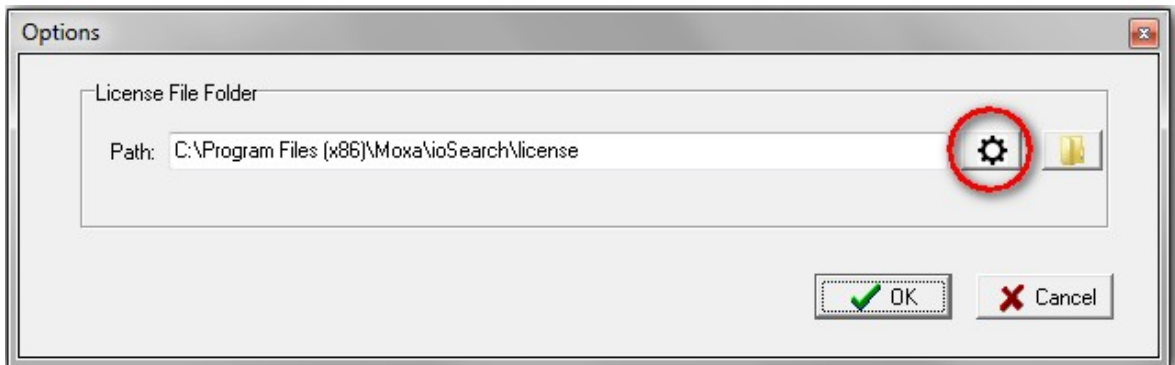 Options
License File Folder
Path: C:\Program Files (x86)\Moxa\ioSearch\license
OK Cancel